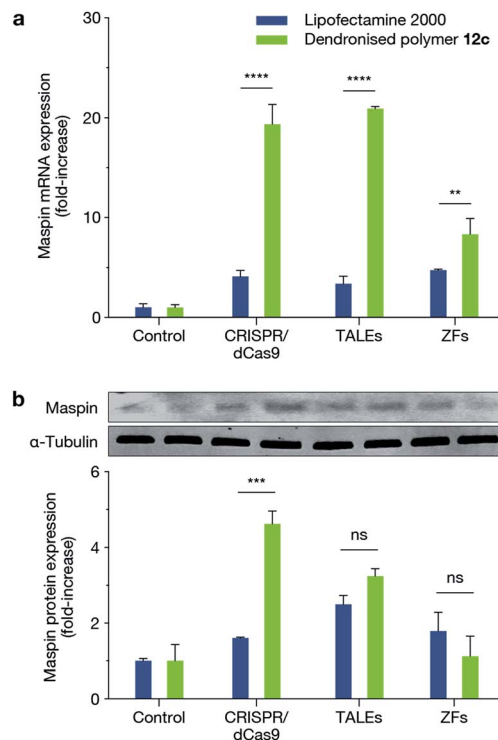 a
Lipofectamine 2000
Dendronised polymer 12c
Maspin mRNA expression
(fold-increase)
30
20
10
0
****
****
**
Control
CRISPR/
dCas9
TALEs
ZFs
b
Maspin
α-Tubulin
Maspin protein expression
(fold-increase)
6
4
2
0
***
ns
ns
Control
CRISPR/
dCas9
TALEs
ZFs